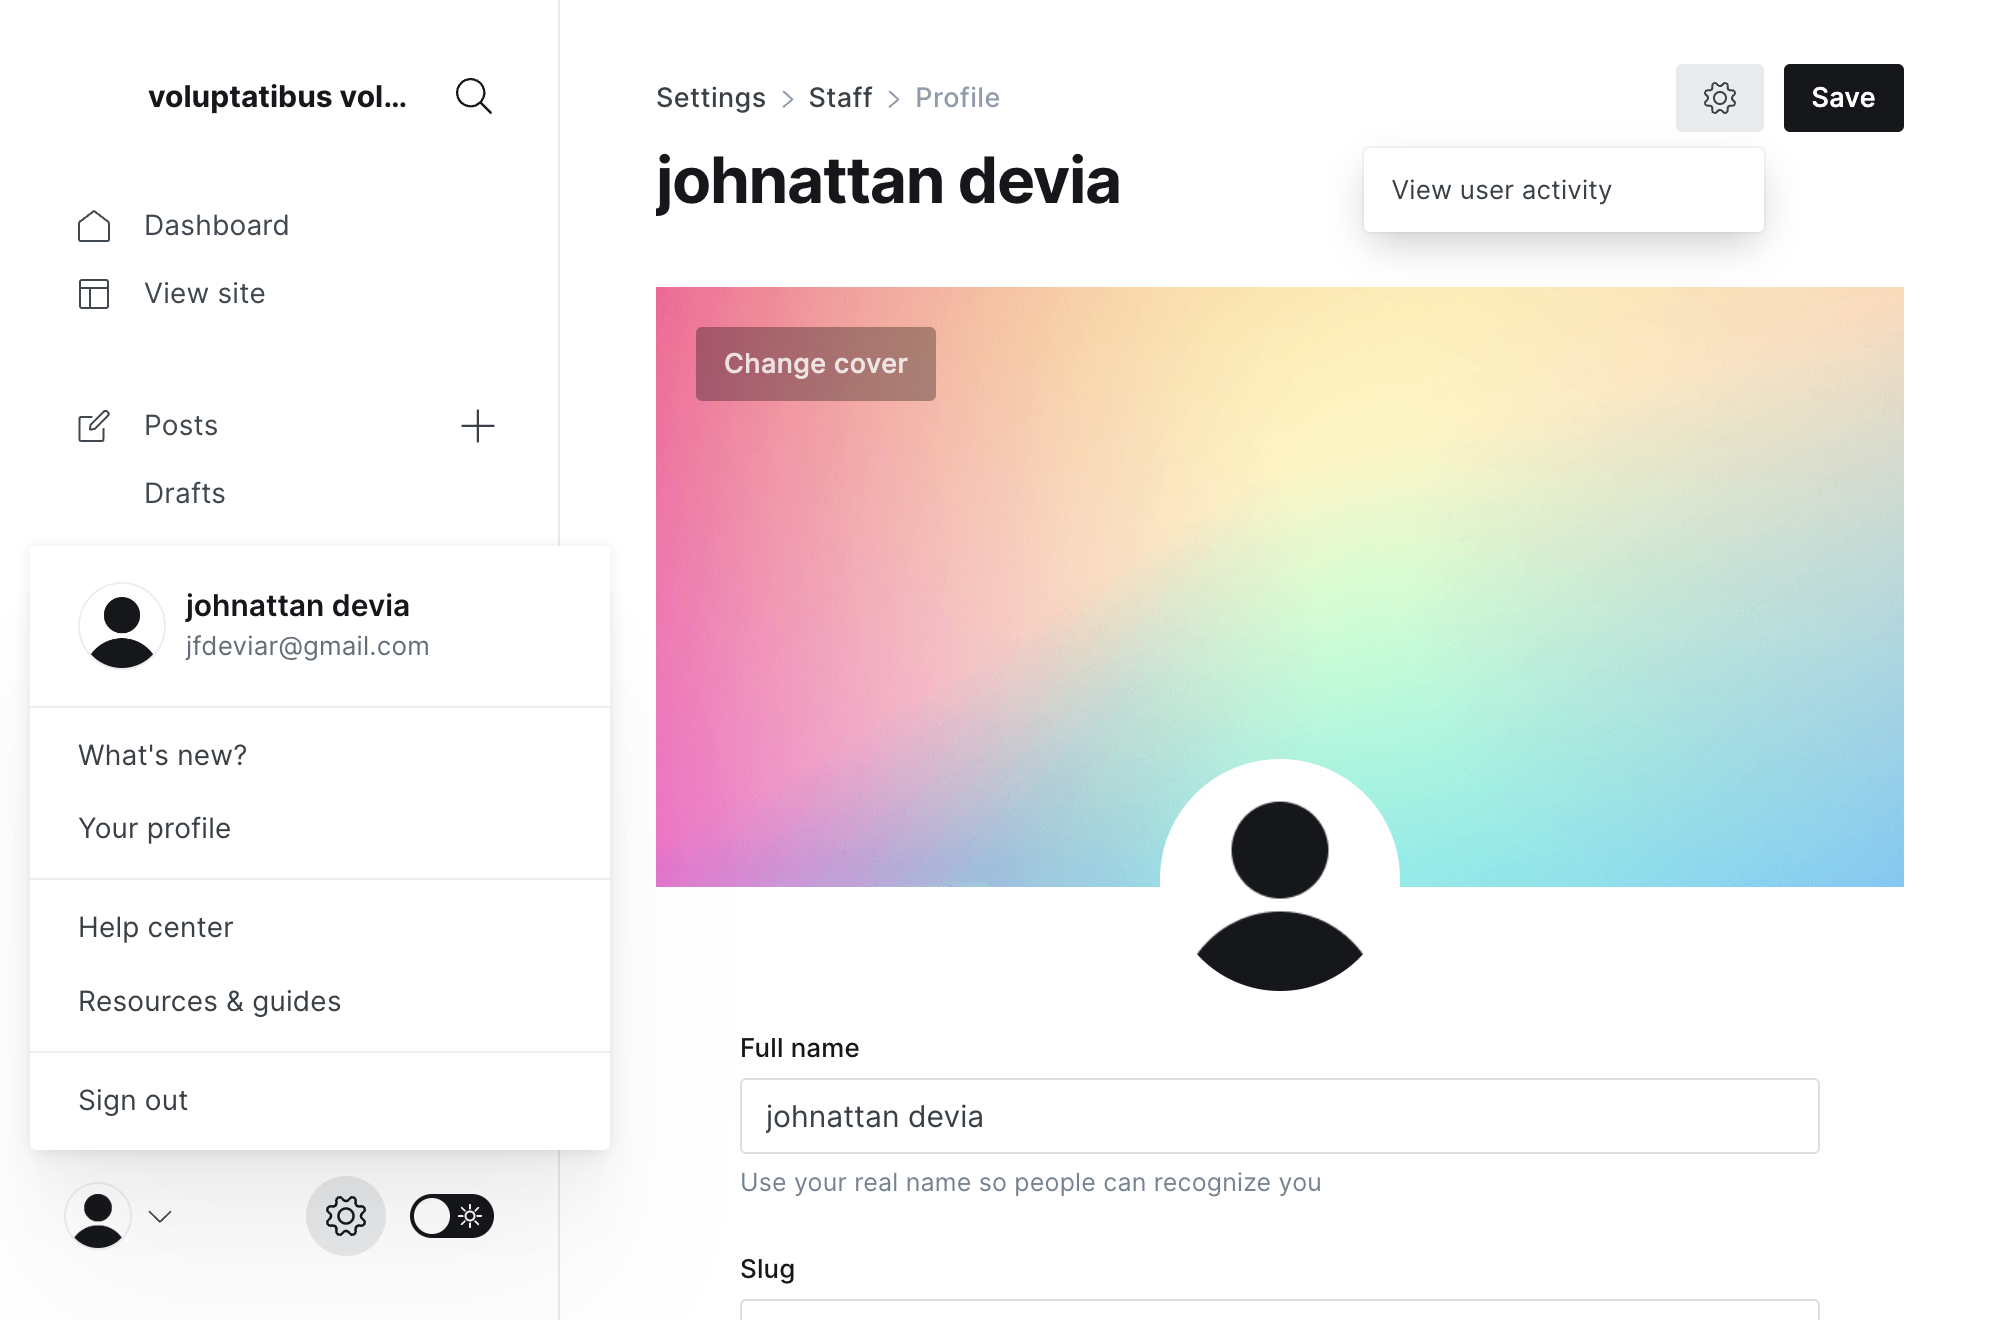 voluptatibus vol...
Dashboard
View site
Posts
Drafts
johnattan devia
jfdeviar@gmail.com
What's new?
Your profile
Help center
Resources & guides
Sign out
Settings > Staff > Profile
Save
johnattan devia
View user activity
Change cover
Full name
johnattan devia
Use your real name so people can recognize you
Slug